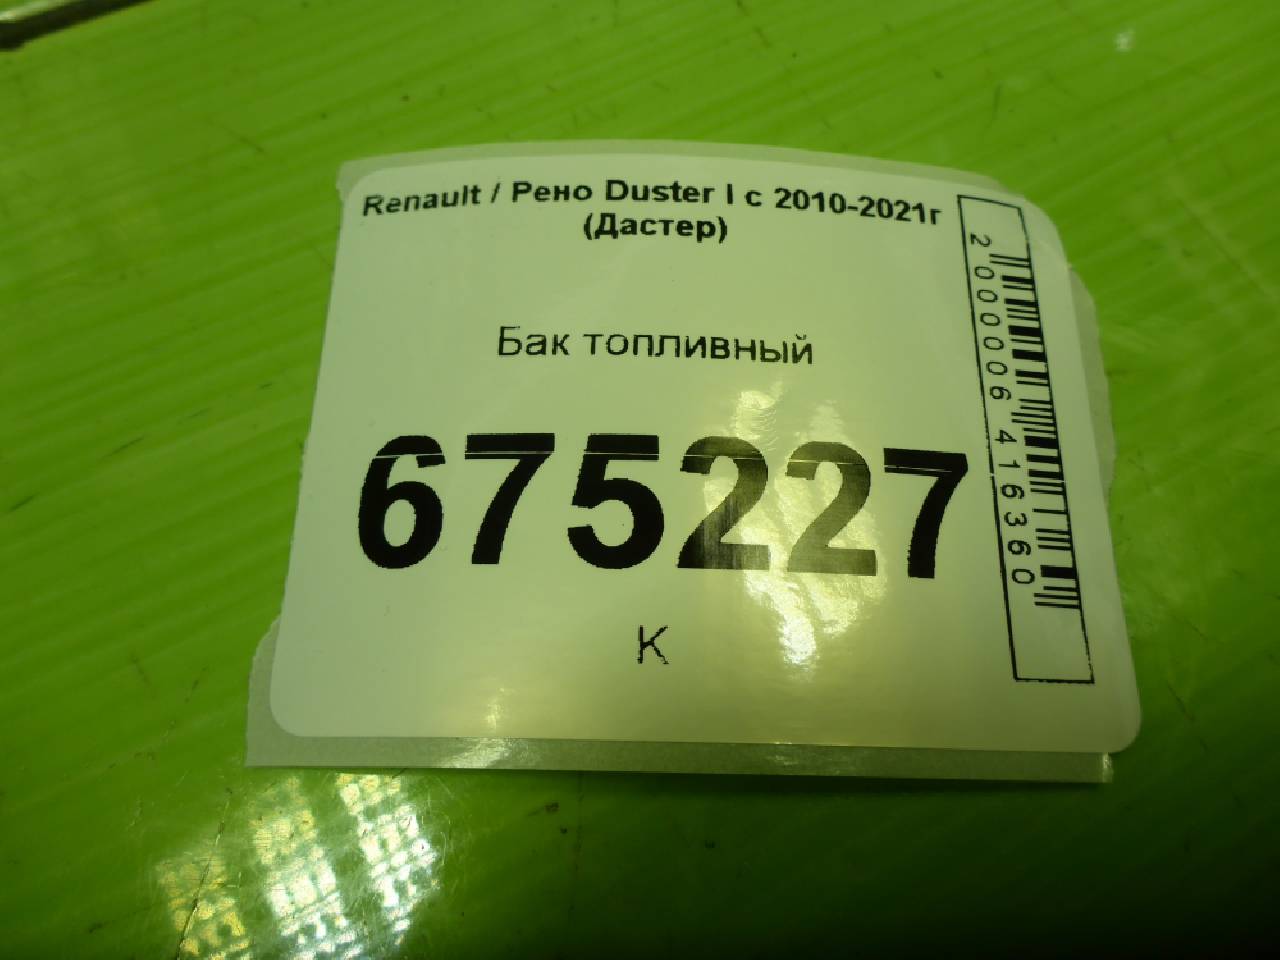 Renault / Рено Duster I с 2010-2021г
(Дастер)
Бак топливный
675227
К
2000006416360